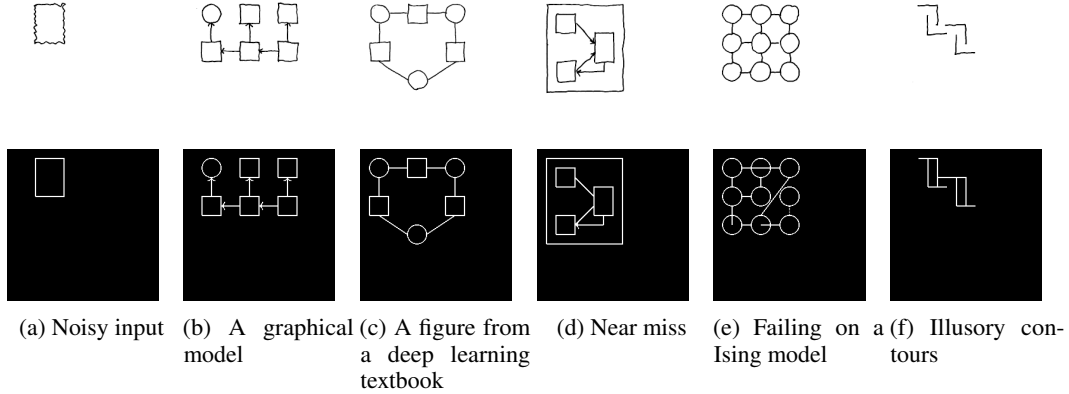 (a) Noisy input
(b) A graphical
model
(c) A figure from
a deep learning
textbook
(d) Near miss
(e) Failing on a
Ising model
(f) Illusory con-
tours